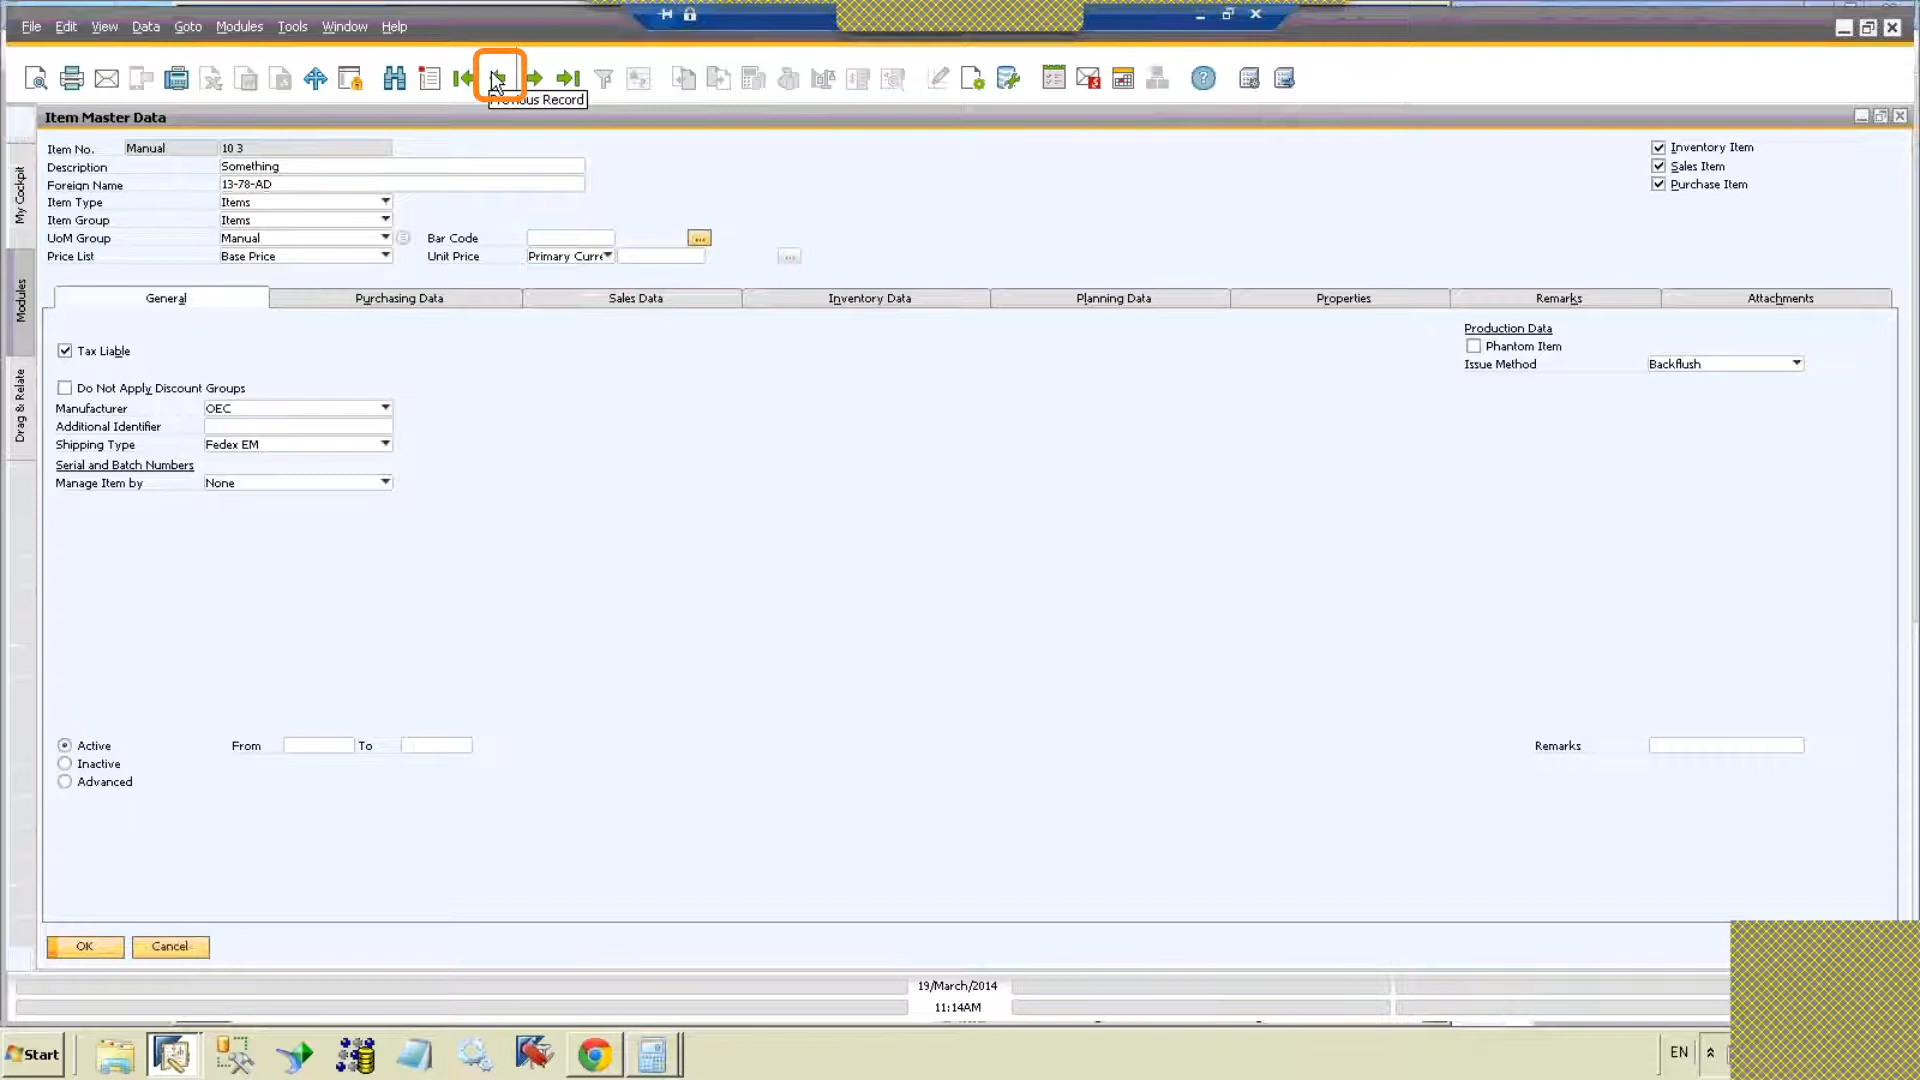 File Edit View Data Goto Modules Tools Window Help
Previous Record
Item Master Data
Item No. Manual 10 3
Description Something
Foreign Name 13-78-AD
Item Type Items
Item Group Items
UoM Group Manual Bar Code ...
Price List Base Price Unit Price Primary Curre ...
Inventory Item
Sales Item
Purchase Item
My Cockpit
Modules
Drag & Relate
General Purchasing Data Sales Data Inventory Data Planning Data Properties Remarks Attachments
Tax Liable
Do Not Apply Discount Groups
Manufacturer OEC
Additional Identifier
Shipping Type Fedex EM
Serial and Batch Numbers
Manage Item by None
Production Data
Phantom Item
Issue Method Backflush
Active From To Remarks
Inactive
Advanced
OK Cancel
19/March/2014
11:14AM
Start EN